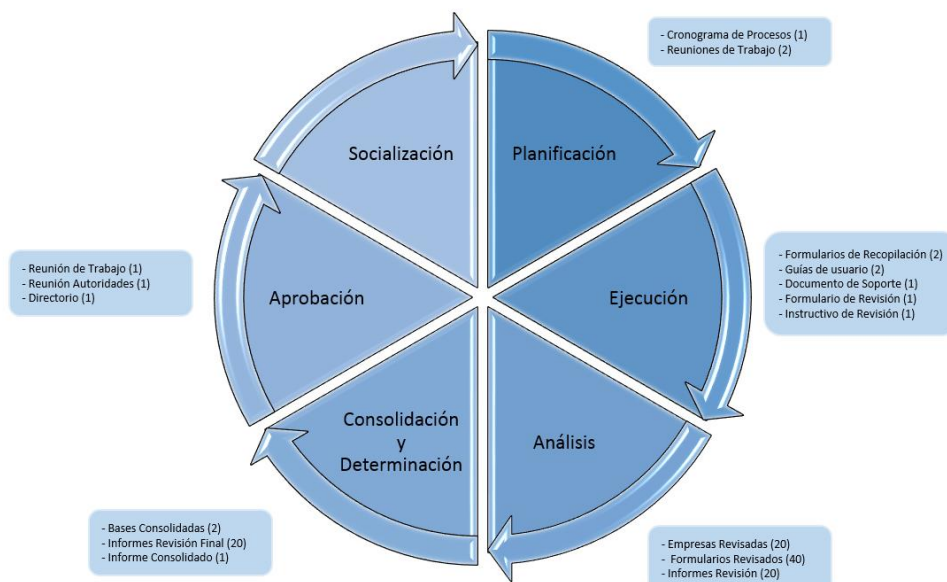 - Cronograma de Procesos (1)
- Reuniones de Trabajo (2)
Socialización
Planificación
- Formularios de Recopilación (2)
- Guías de usuario (2)
- Documento de Soporte (1)
- Formulario de Revisión (1)
- Instructivo de Revisión (1)
- Reunión de Trabajo (1)
- Reunión Autoridades (1)
- Directorio (1)
Aprobación
Ejecución
Consolidación
y
Determinación
Análisis
- Bases Consolidadas (2)
- Informes Revisión Final (20)
- Informe Consolidado (1)
- Empresas Revisadas (20)
- Formularios Revisados (40)
- Informes Revisión (20)